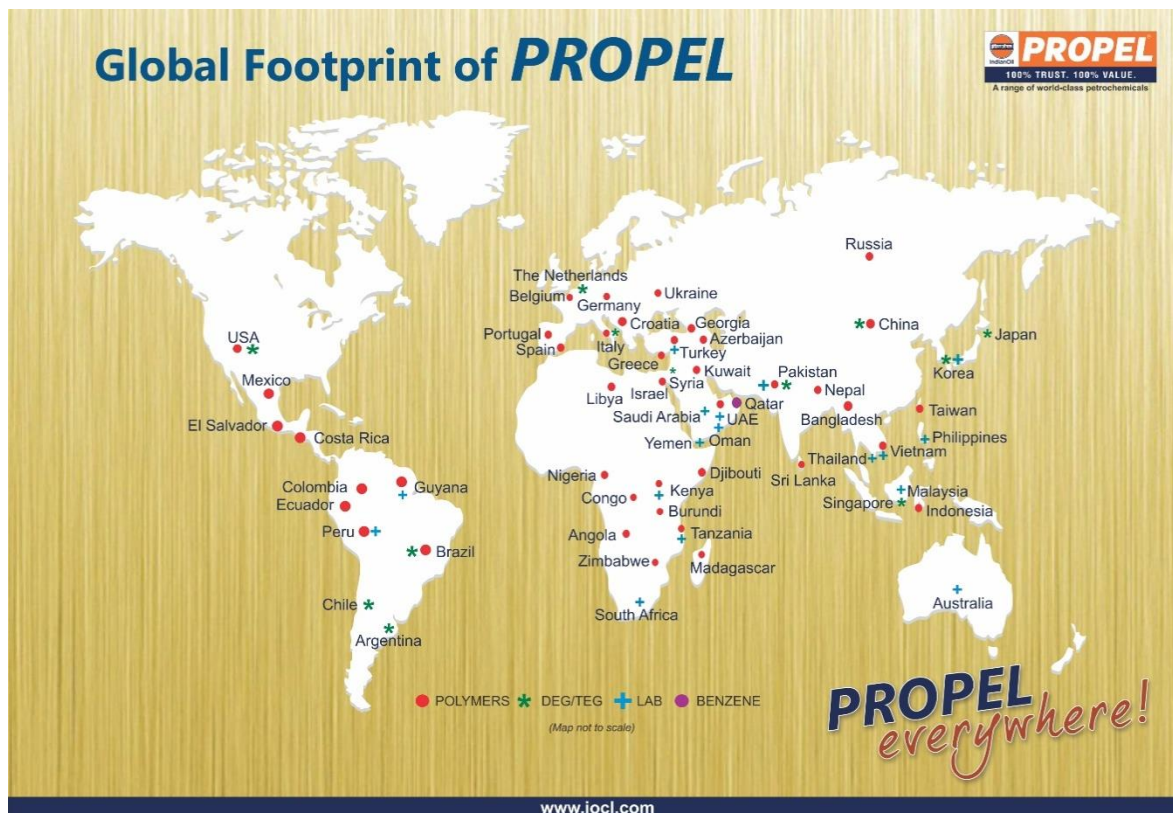 Global Footprint of PROPEL
IndianOil
PROPEL
100% TRUST. 100% VALUE.
A range of world-class petrochemicals
Russia
The Netherlands
Belgium
Germany
Ukraine
USA
Portugal
Spain
Italy
Croatia
Georgia
Azerbaijan
China
Japan
Greece
Turkey
Korea
Mexico
Libya
Israel
Syria
Kuwait
Pakistan
Nepal
El Salvador
Saudi Arabia
Qatar
UAE
Bangladesh
Taiwan
Costa Rica
Yemen
Oman
Thailand
Vietnam
Philippines
Colombia
Guyana
Nigeria
Djibouti
Sri Lanka
Ecuador
Congo
Kenya
Burundi
Singapore
Malaysia
Indonesia
Peru
Brazil
Angola
Tanzania
Zimbabwe
Madagascar
Chile
South Africa
Australia
Argentina
POLYMERS DEG/TEG LAB BENZENE
(Map not to scale)
PROPEL
everywhere!
www.iocl.com